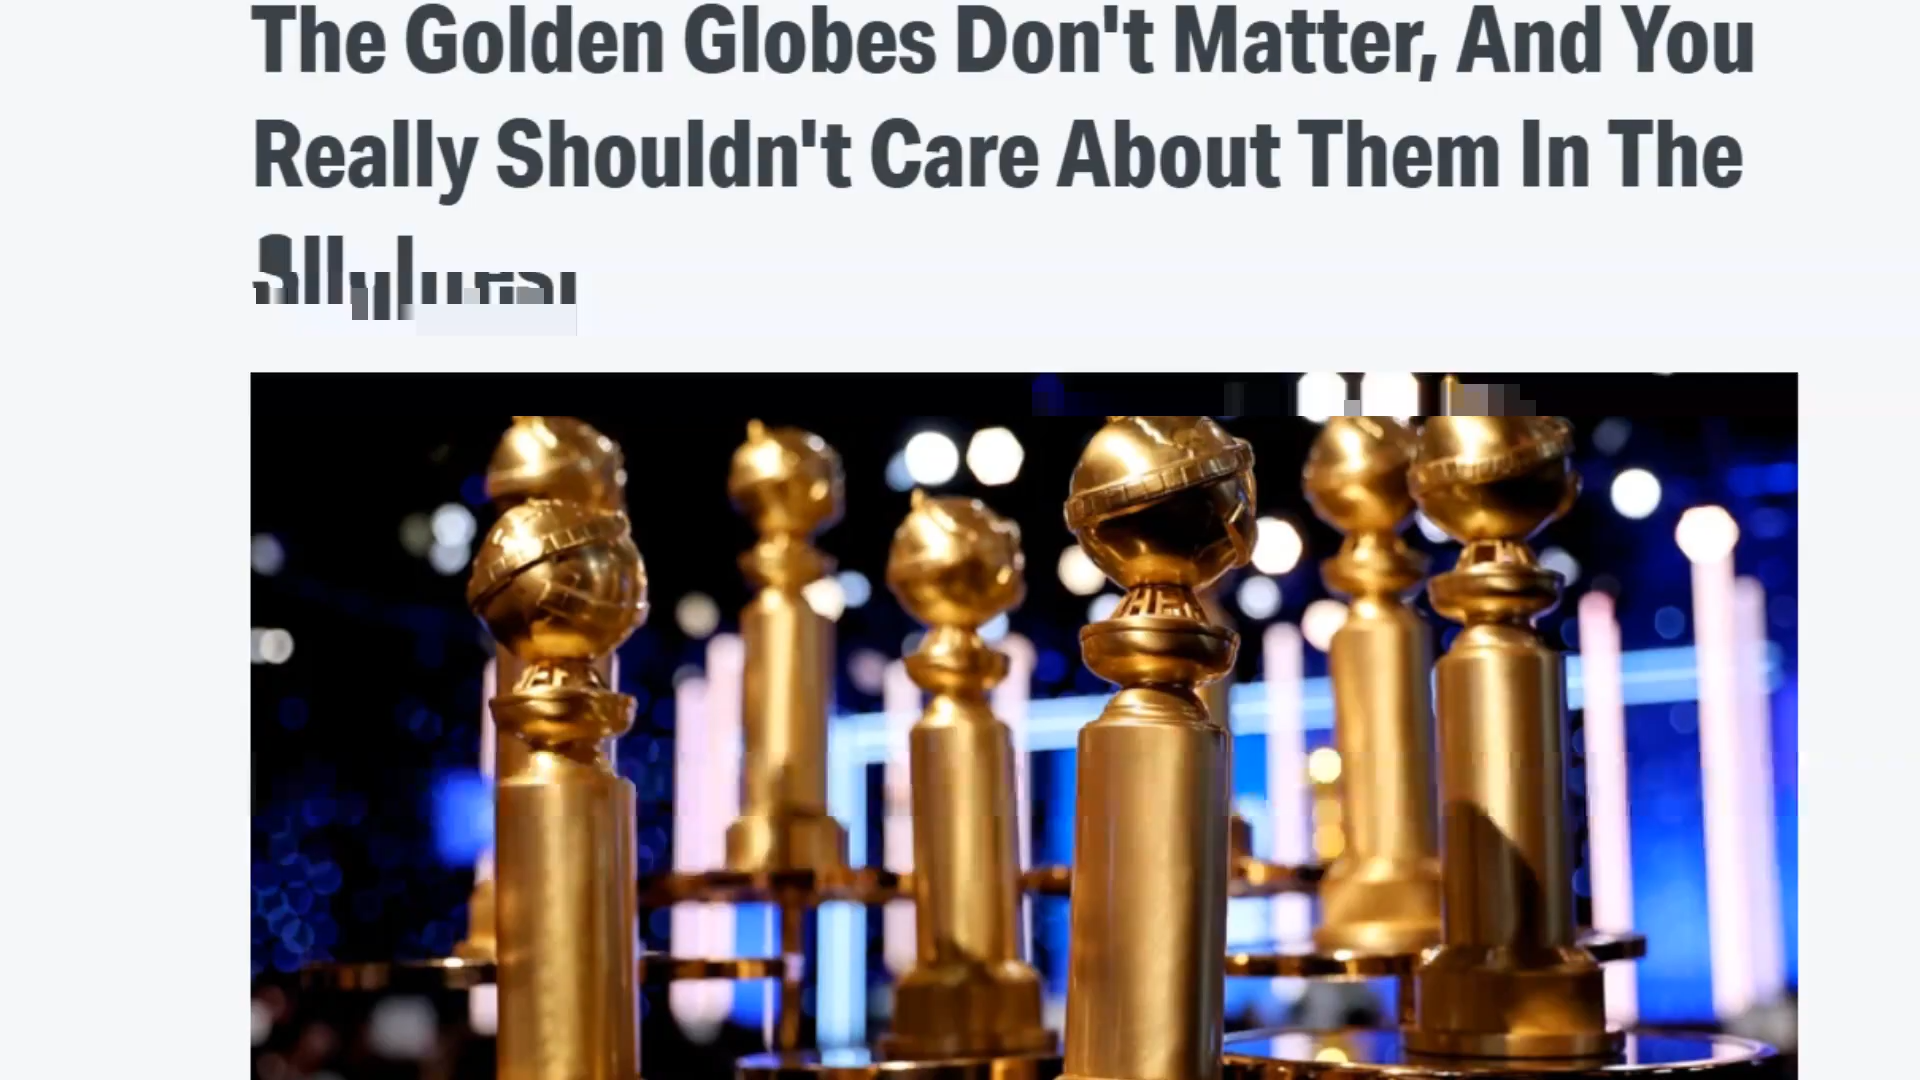 The Golden Globes Don't Matter, And You
Really Shouldn't Care About Them In The